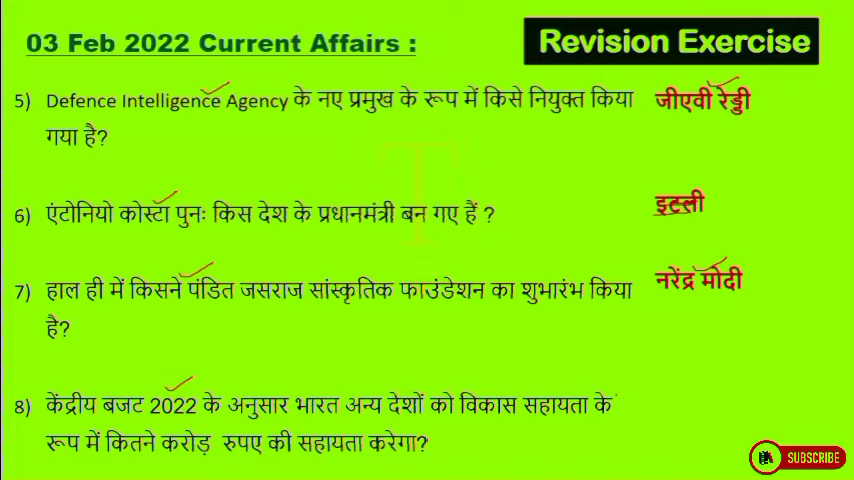 03 Feb 2022 Current Affairs :
Revision Exercise
5) Defence Intelligence Agency के नए प्रमुख के रूप में किसे नियुक्त किया
गया है?
जीएवी रेड्डी
6) एंटोनियो कोस्टा पुनः किस देश के प्रधानमंत्री बन गए हैं ?
इटली
7) हाल ही में किसने पंडित जसराज सांस्कृतिक फाउंडेशन का शुभारंभ किया
है?
नरेंद्र मोदी
8) केंद्रीय बजट 2022 के अनुसार भारत अन्य देशों को विकास सहायता के
रूप में कितने करोड़ रुपए की सहायता करेगा?
SUBSCRIBE